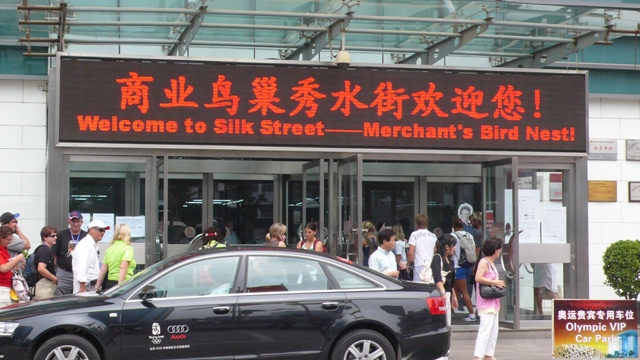 商业鸟巢秀水街欢迎您！
Welcome to Silk Street——Merchant's Bird Nest!
Audi
奥运贵宾专用车位
Olympic VIP
Car Park